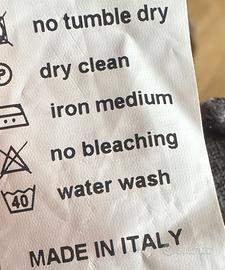 no tumble dry
P
dry clean
iron medium
no bleaching
40
water wash
MADE IN ITALY